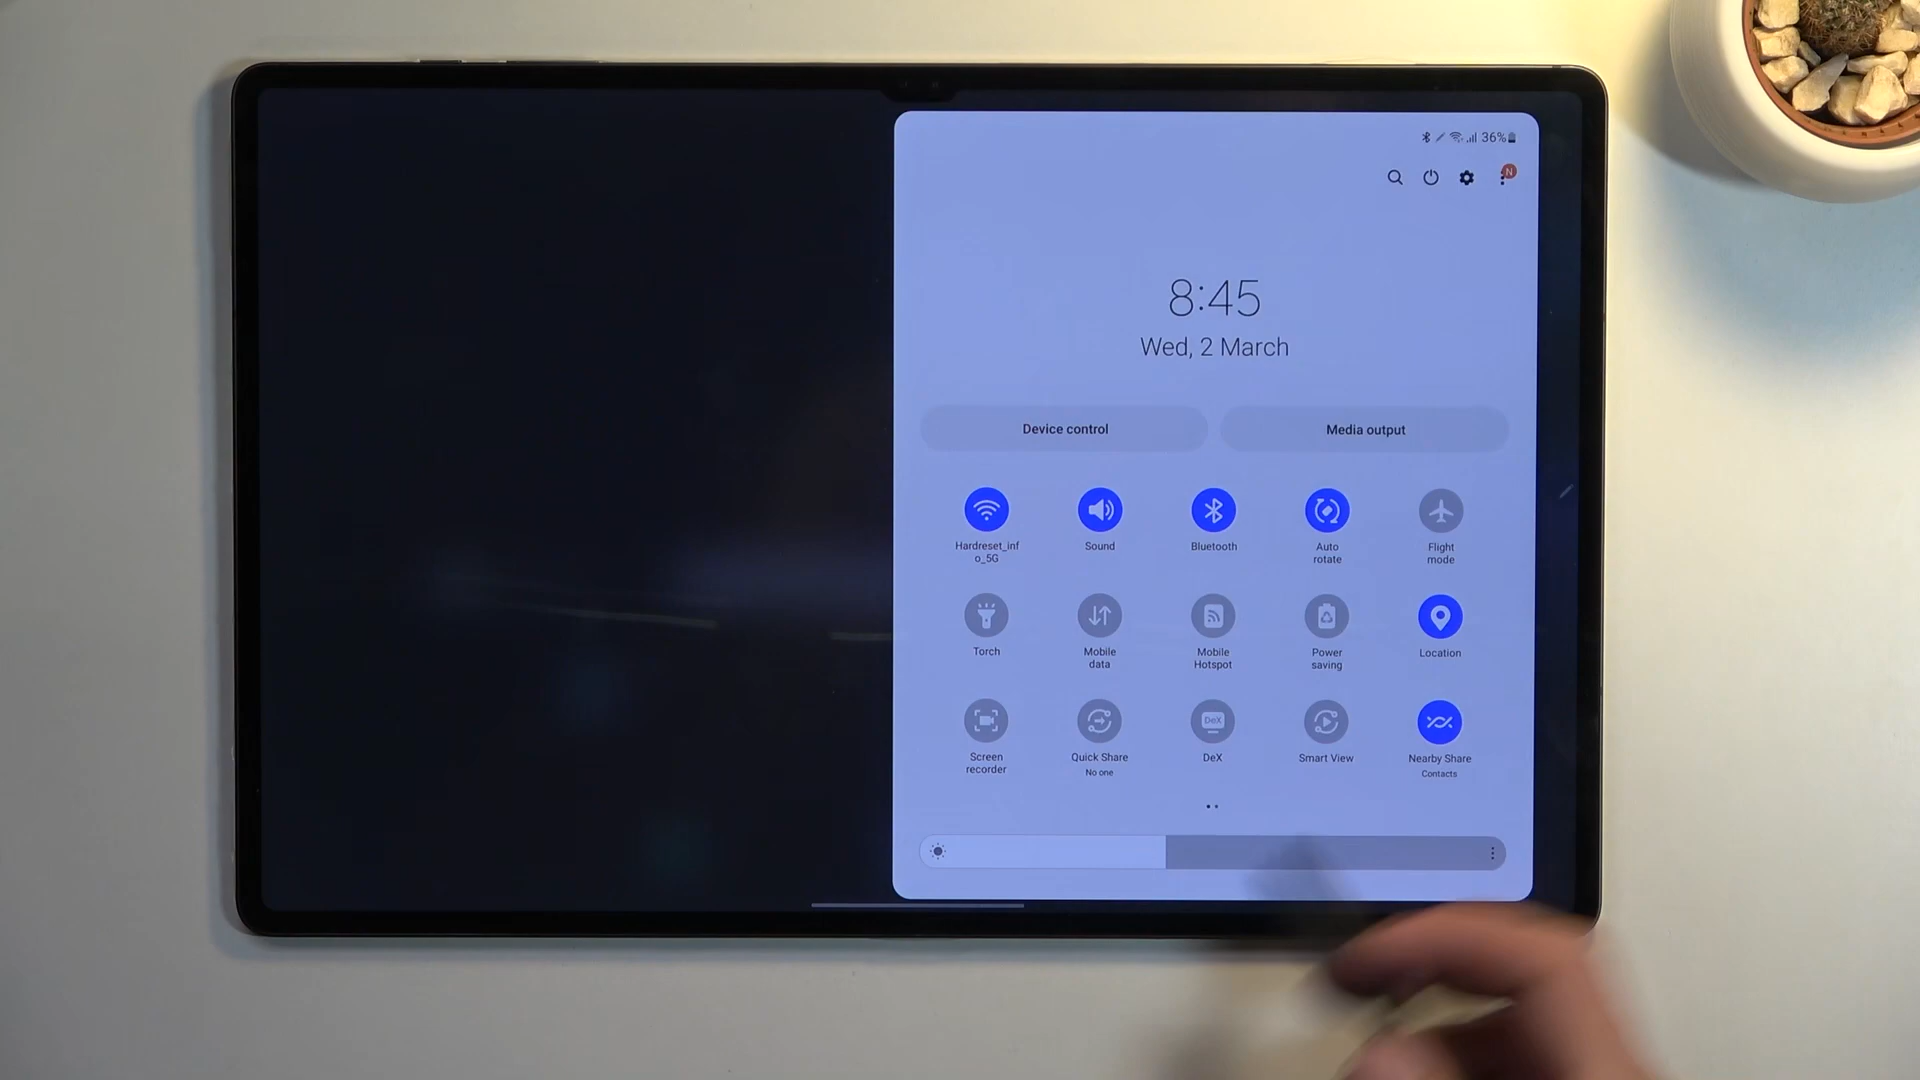 36%
N
8:45
Wed, 2 March
Device control
Media output
Hardreset_inf
o_5G
Sound
Bluetooth
Auto
rotate
Flight
mode
Torch
Mobile
data
Mobile
Hotspot
Power
saving
Location
Screen
recorder
Quick Share
No one
DeX
DeX
Smart View
Nearby Share
Contacts